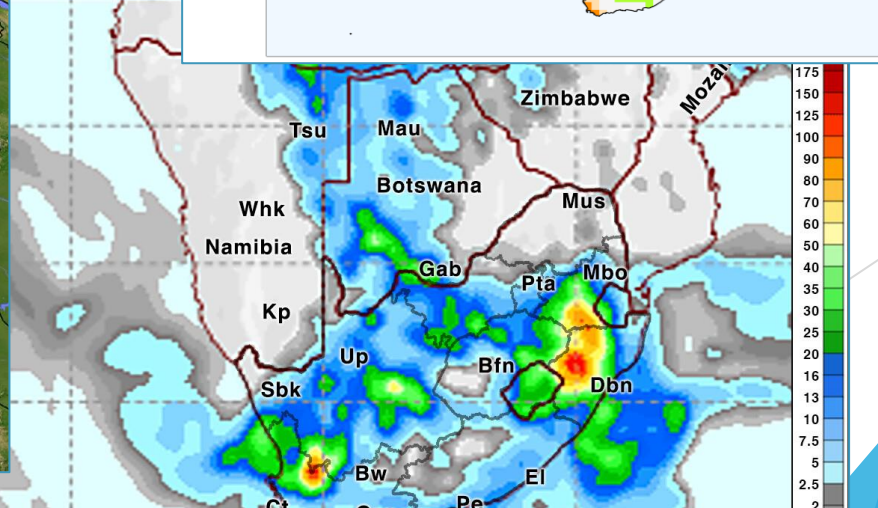 Zimbabwe
Mozam
Tsu
Mau
Botswana
Mus
Whk
Namibia
Gab
Mbo
Pta
Kp
Up
Bfn
Sbk
Dbn
Bw
El
Ct
Pe
175
150
125
100
90
80
70
60
50
40
35
30
25
20
16
13
10
7.5
5
2.5
2